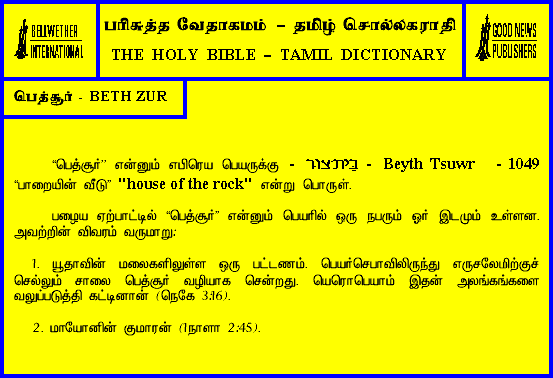 BELLWETHER
INTERNATIONAL
பரிசுத்த வேதாகமம் – தமிழ் சொல்லகராதி
THE HOLY BIBLE – TAMIL DICTIONARY
GOOD NEWS
PUBLISHERS
பெத்சூர் - BETH ZUR
“பெத்சூர்” என்னும் எபிரெய பெயருக்கு - בֵּית־צוּר - Beyth Tsuwr - 1049
“பாறையின் வீடு” "house of the rock" என்று பொருள்.
பழைய ஏற்பாட்டில் “பெத்சூர்” என்னும் பெயரில் ஒரு நபரும் ஓர் இடமும் உள்ளன.
அவற்றின் விவரம் வருமாறு:
1. யூதாவின் மலைகளிலுள்ள ஒரு பட்டணம். பெயர்செபாவிலிருந்து எருசலேமிற்குச்
செல்லும் சாலை பெத்சூர் வழியாக சென்றது. யெரொபெயாம் இதன் அலங்கங்களை
வலுப்படுத்தி கட்டினான் (நெகே 3:16).
2. மாயோனின் குமாரன் (1நாளா 2:45).